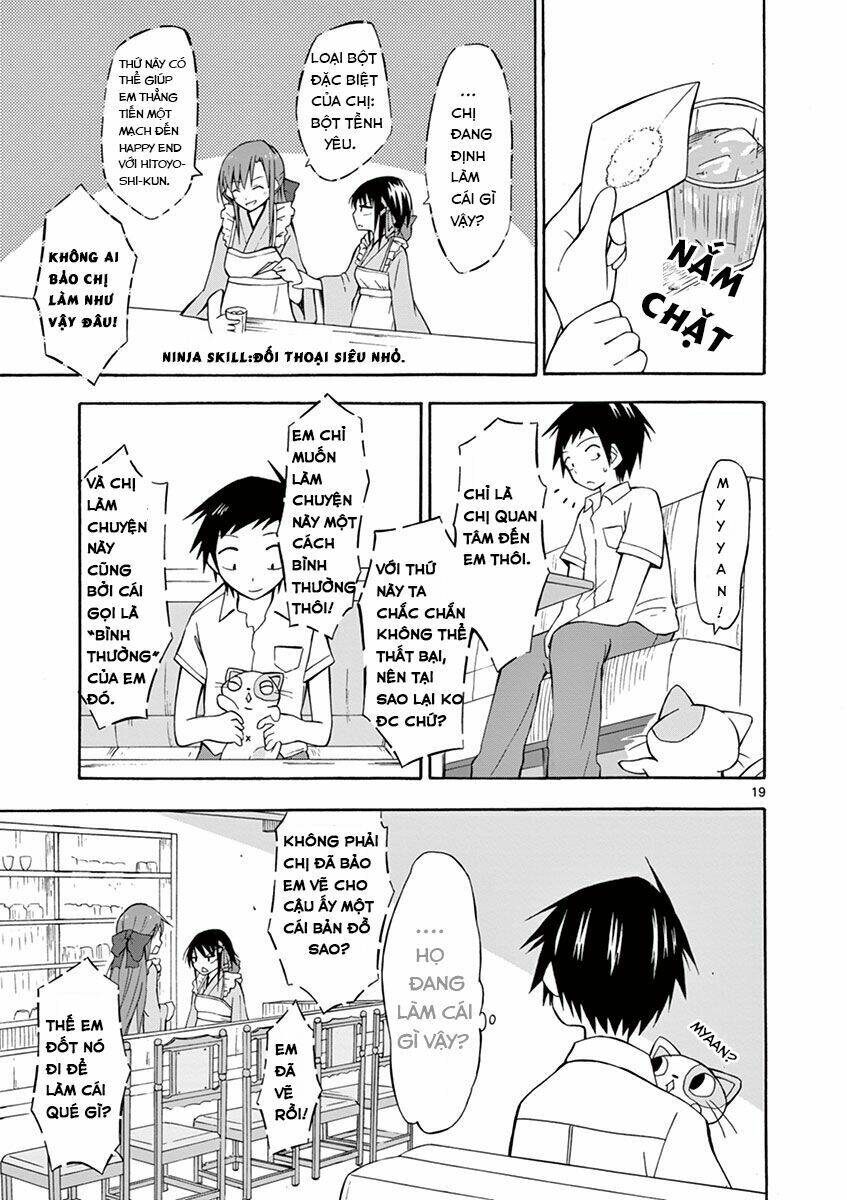 NẮM
CHẶT
...
CHỊ
ĐANG
ĐỊNH
LÀM
CÁI GÌ
VẬY?
LOẠI BỘT
ĐẶC BIỆT
CỦA CHỊ:
BỘT TỀNH
YÊU.
THỨ NÀY CÓ
THỂ GIÚP
EM THẲNG
TIẾN MỘT
MẠCH ĐẾN
HAPPY END
VỚI HITOYO-
SHI-KUN.
KHÔNG AI
BẢO CHỊ
LÀM NHƯ
VẬY ĐÂU!
NINJA SKILL:ĐỐI THOẠI SIÊU NHỎ.
MYYYAN!
CHỈ LÀ
CHỊ QUAN
TÂM ĐẾN
EM THÔI.
VỚI THỨ
NÀY TA
CHẮC CHẮN
KHÔNG THỂ
THẤT BẠI,
NÊN TẠI
SAO LẠI KO
ĐC CHỨ?
EM CHỈ
MUỐN
LÀM
CHUYỆN
NÀY MỘT
CÁCH
BÌNH
THƯỜNG
THÔI!
VÀ CHỊ
LÀM
CHUYỆN
NÀY
CŨNG
BỞI CÁI
GỌI LÀ
"BÌNH
THƯỜNG"
CỦA EM
ĐÓ.
19
.....
HỌ
ĐANG
LÀM CÁI
GÌ VẬY?
MYAAN?
KHÔNG PHẢI
CHỊ ĐÃ BẢO
EM VẼ CHO
CẬU ẤY MỘT
CÁI BẢN ĐỒ
SAO?
EM
ĐÃ
VẼ
RỒI!
THẾ EM
ĐỐT NÓ
ĐI ĐỂ
LÀM CÁI
QUÉ GÌ?